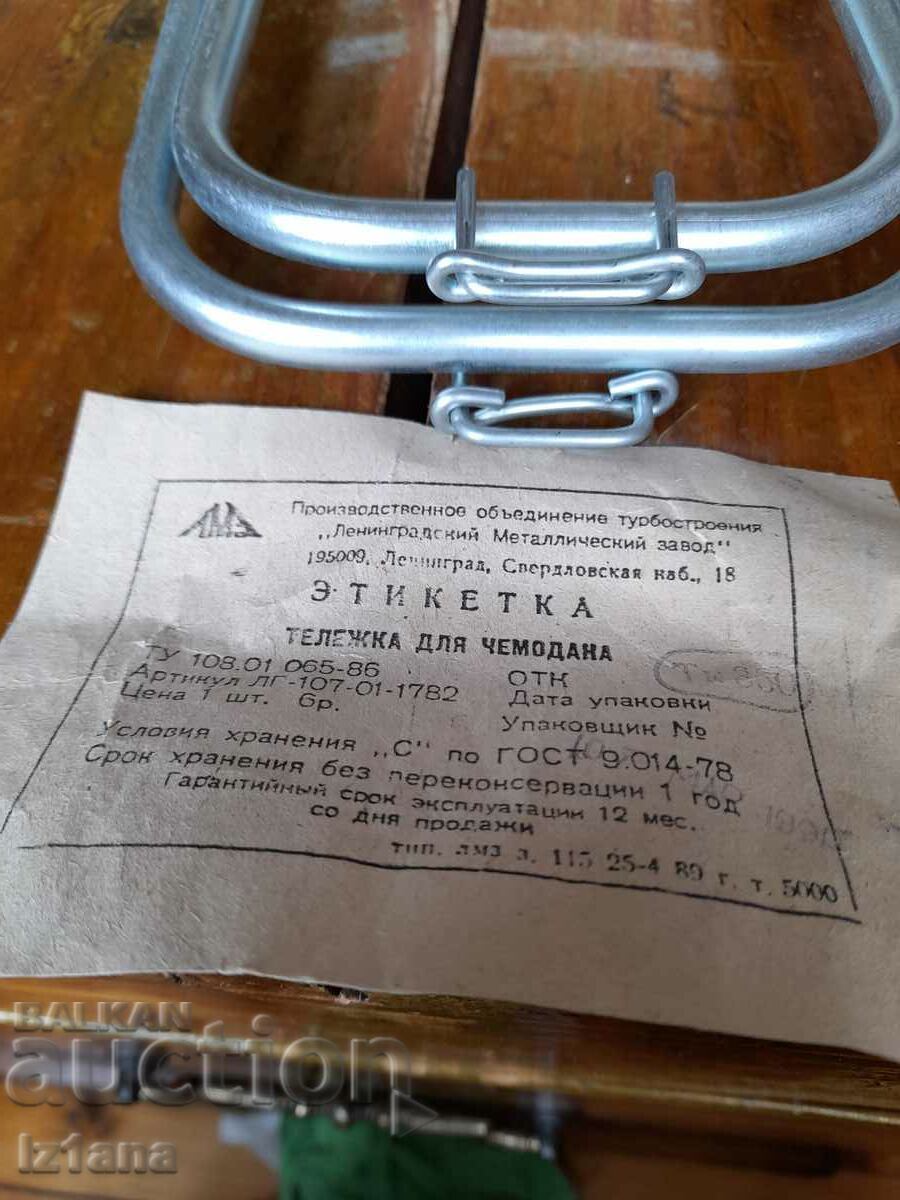 ЛМЗ
Производственное объединение турбостроения
„Ленинградский Металлический завод"
195009, Ленинград, Свердловская наб., 18
ЭТИКЕТКА
ТЕЛЕЖКА ДЛЯ ЧЕМОДАНА
ТУ 108.01 065-86
Артикул ЛГ-107-01-1782
Цена 1 шт. 6р.
ОТК
Дата упаковки
Упаковщик №
Условия хранения „С" по ГОСТ 9.014-78
Срок хранения без переконсервации 1 год
Гарантийный срок эксплуатации 12 мес.
со дня продажи
тип. ЛМЗ з. 115 25-4 89 г. т. 5000
BALKAN
auction
iz1ana